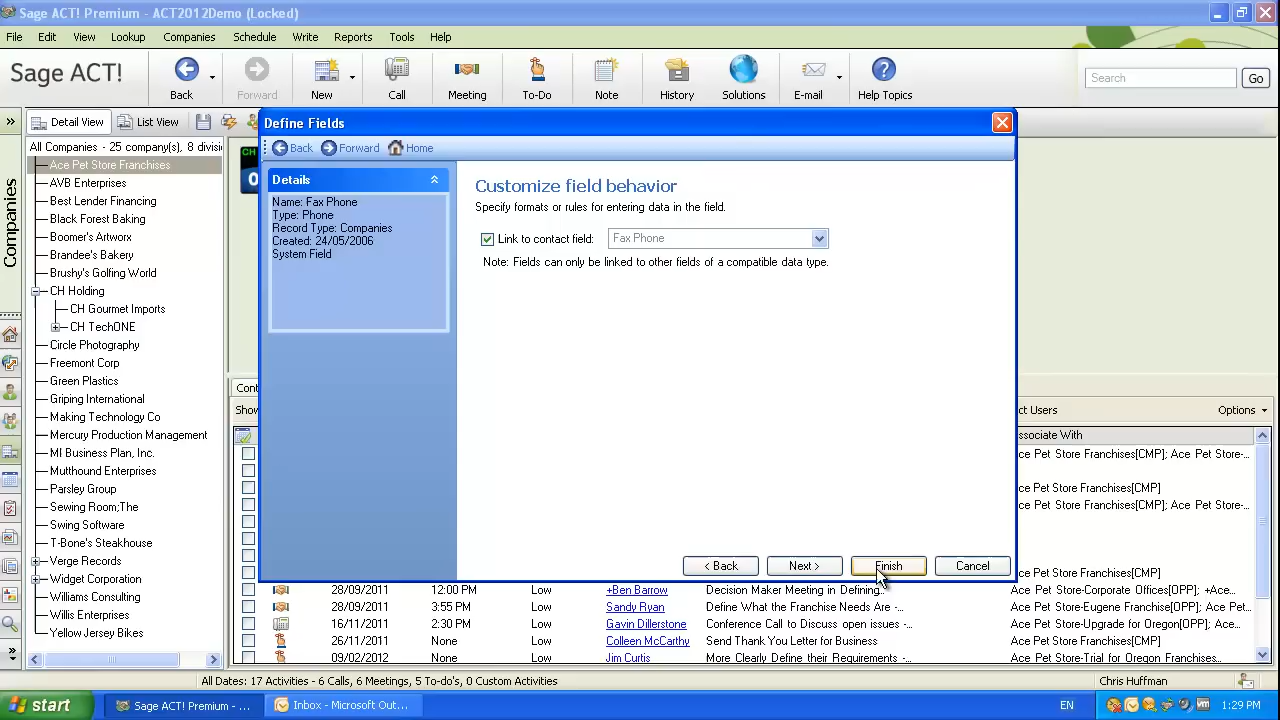 Sage ACT! Premium - ACT2012Demo (Locked)
File Edit View Lookup Companies Schedule Write Reports Tools Help
Sage ACT!
Back Forward New Call Meeting To-Do Note History Solutions E-mail Help Topics
Search Go
Detail View List View
Define Fields
Back Forward Home
All Companies - 25 company(s), 8 divisi
Ace Pet Store Franchises
AVB Enterprises
Best Lender Financing
Black Forest Baking
Boomer's Artworx
Brandee's Bakery
Brushy's Golfing World
CH Holding
CH Gourmet Imports
CH TechONE
Circle Photography
Freemont Corp
Green Plastics
Griping International
Making Technology Co
Mercury Production Management
MI Business Plan, Inc.
Mutthound Enterprises
Parsley Group
Sewing Room,The
Swing Software
T-Bone's Steakhouse
Verge Records
Widget Corporation
Williams Consulting
Willis Enterprises
Yellow Jersey Bikes
Companies
CH
0
Details
Name: Fax Phone
Type: Phone
Record Type: Companies
Created: 24/05/2006
System Field
Customize field behavior
Specify formats or rules for entering data in the field.
Link to contact field: Fax Phone
Note: Fields can only be linked to other fields of a compatible data type.
< Back Next > Finish Cancel
Cont
Show
ct Users Options
ssociate With
ce Pet Store Franchises[CMP]; Ace Pet Store-...
ce Pet Store Franchises[CMP]
ce Pet Store Franchises[CMP]; Ace Pet Store-...
ce Pet Store Franchises[CMP]
28/09/2011 12:00 PM Low +Ben Barrow Decision Maker Meeting in Defining... Ace Pet Store-Corporate Offices[OPP]; +Ace...
28/09/2011 3:55 PM Low Sandy Ryan Define What the Franchise Needs Are -... Ace Pet Store-Eugene Franchise[OPP]; Ace...
16/11/2011 2:30 PM Low Gavin Dillerstone Conference Call to Discuss open issues -... Ace Pet Store-Upgrade for Oregon[OPP]; Ace...
26/11/2011 None Low Colleen McCarthy Send Thank You Letter for Business Ace Pet Store Franchises[CMP]
09/02/2012 None Low Jim Curtis More Clearly Define their Requirements -... Ace Pet Store-Trial for Oregon Franchises...
All Dates: 17 Activities - 6 Calls, 6 Meetings, 5 To-do's, 0 Custom Activities
Chris Huffman
start Sage ACT! Premium - ... Inbox - Microsoft Out... EN 1:29 PM